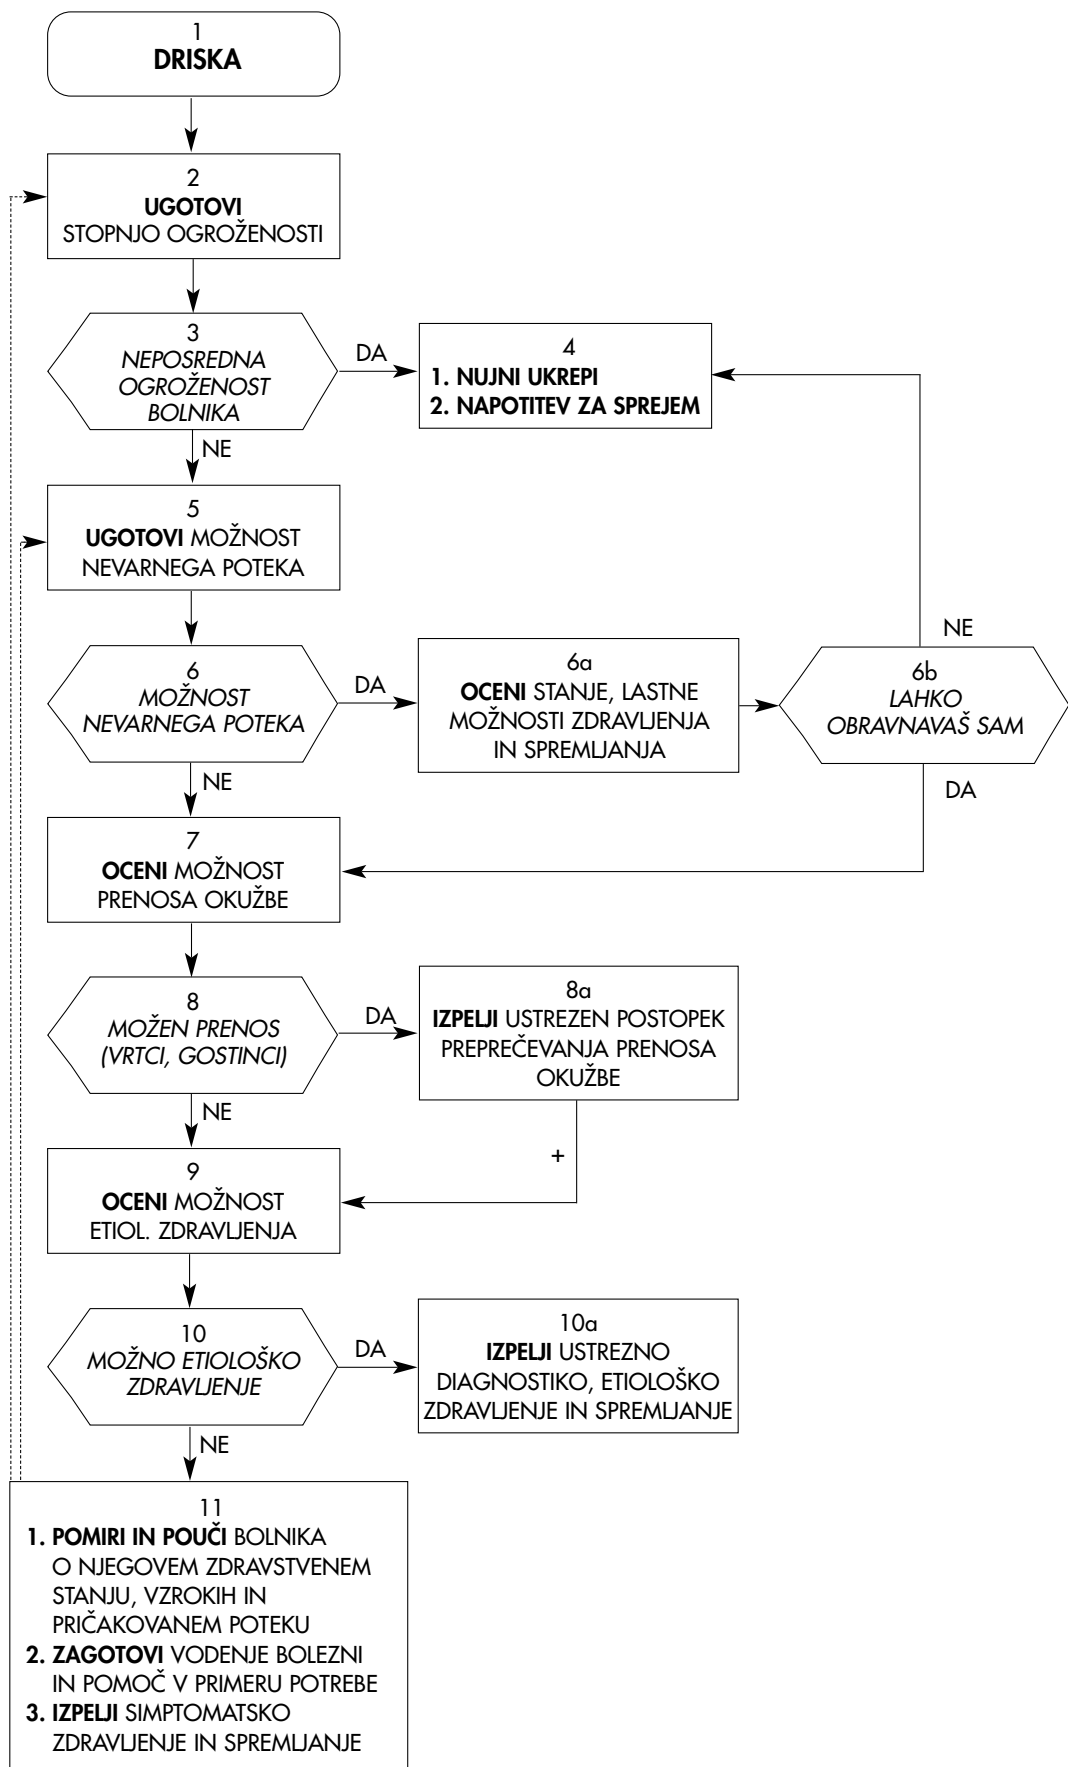 1
DRISKA
2
UGOTOVI
STOPNJO OGROŽENOSTI
3
NEPOSREDNA
OGROŽENOST
BOLNIKA
DA
4
1. NUJNI UKREPI
2. NAPOTITEV ZA SPREJEM
NE
5
UGOTOVI MOŽNOST
NEVARNEGA POTEKA
6
MOŽNOST
NEVARNEGA POTEKA
DA
6a
OCENI STANJE, LASTNE
MOŽNOSTI ZDRAVLJENJA
IN SPREMLJANJA
NE
6b
LAHKO
OBRAVNAVAŠ SAM
DA
NE
7
OCENI MOŽNOST
PRENOSA OKUŽBE
8
MOŽEN PRENOS
(VRTCI, GOSTINCI)
DA
8a
IZPELJI USTREZEN POSTOPEK
PREPREČEVANJA PRENOSA
OKUŽBE
NE
+
9
OCENI MOŽNOST
ETIOL. ZDRAVLJENJA
10
MOŽNO ETIOLOŠKO
ZDRAVLJENJE
DA
10a
IZPELJI USTREZNO
DIAGNOSTIKO, ETIOLOŠKO
ZDRAVLJENJE IN SPREMLJANJE
NE
11
1. POMIRI IN POUČI BOLNIKA
O NJEGOVEM ZDRAVSTVENEM
STANJU, VZROKIH IN
PRIČAKOVANEM POTEKU
2. ZAGOTOVI VODENJE BOLEZNI
IN POMOČ V PRIMERU POTREBE
3. IZPELJI SIMPTOMATSKO
ZDRAVLJENJE IN SPREMLJANJE